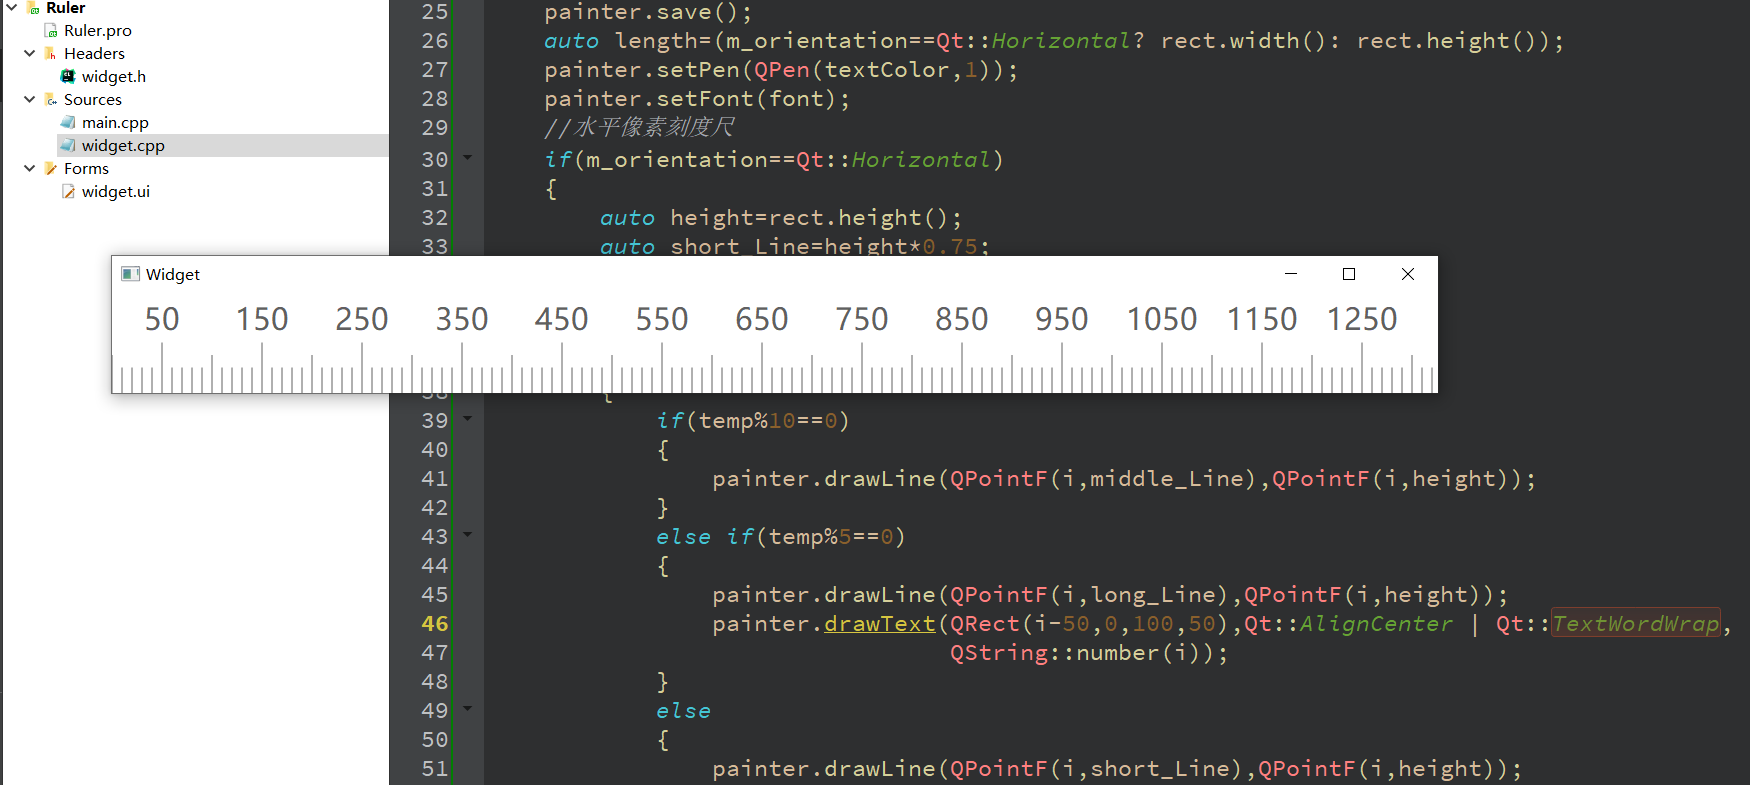 Ruler
Ruler.pro
Headers
widget.h
Sources
main.cpp
widget.cpp
Forms
widget.ui
25 painter.save();
26 auto length=(m_orientation==Qt::Horizontal? rect.width(): rect.height());
27 painter.setPen(QPen(textColor,1));
28 painter.setFont(font);
29 //水平像素刻度尺
30 if(m_orientation==Qt::Horizontal)
31 {
32 auto height=rect.height();
33 auto short_Line=height*0.75;
Widget
50 150 250 350 450 550 650 750 850 950 1050 1150 1250
38 {
39 if(temp%10==0)
40 {
41 painter.drawLine(QPointF(i,middle_Line),QPointF(i,height));
42 }
43 else if(temp%5==0)
44 {
45 painter.drawLine(QPointF(i,long_Line),QPointF(i,height));
46 painter.drawText(QRect(i-50,0,100,50),Qt::AlignCenter | Qt::TextWordWrap,
47 QString::number(i));
48 }
49 else
50 {
51 painter.drawLine(QPointF(i,short_Line),QPointF(i,height));